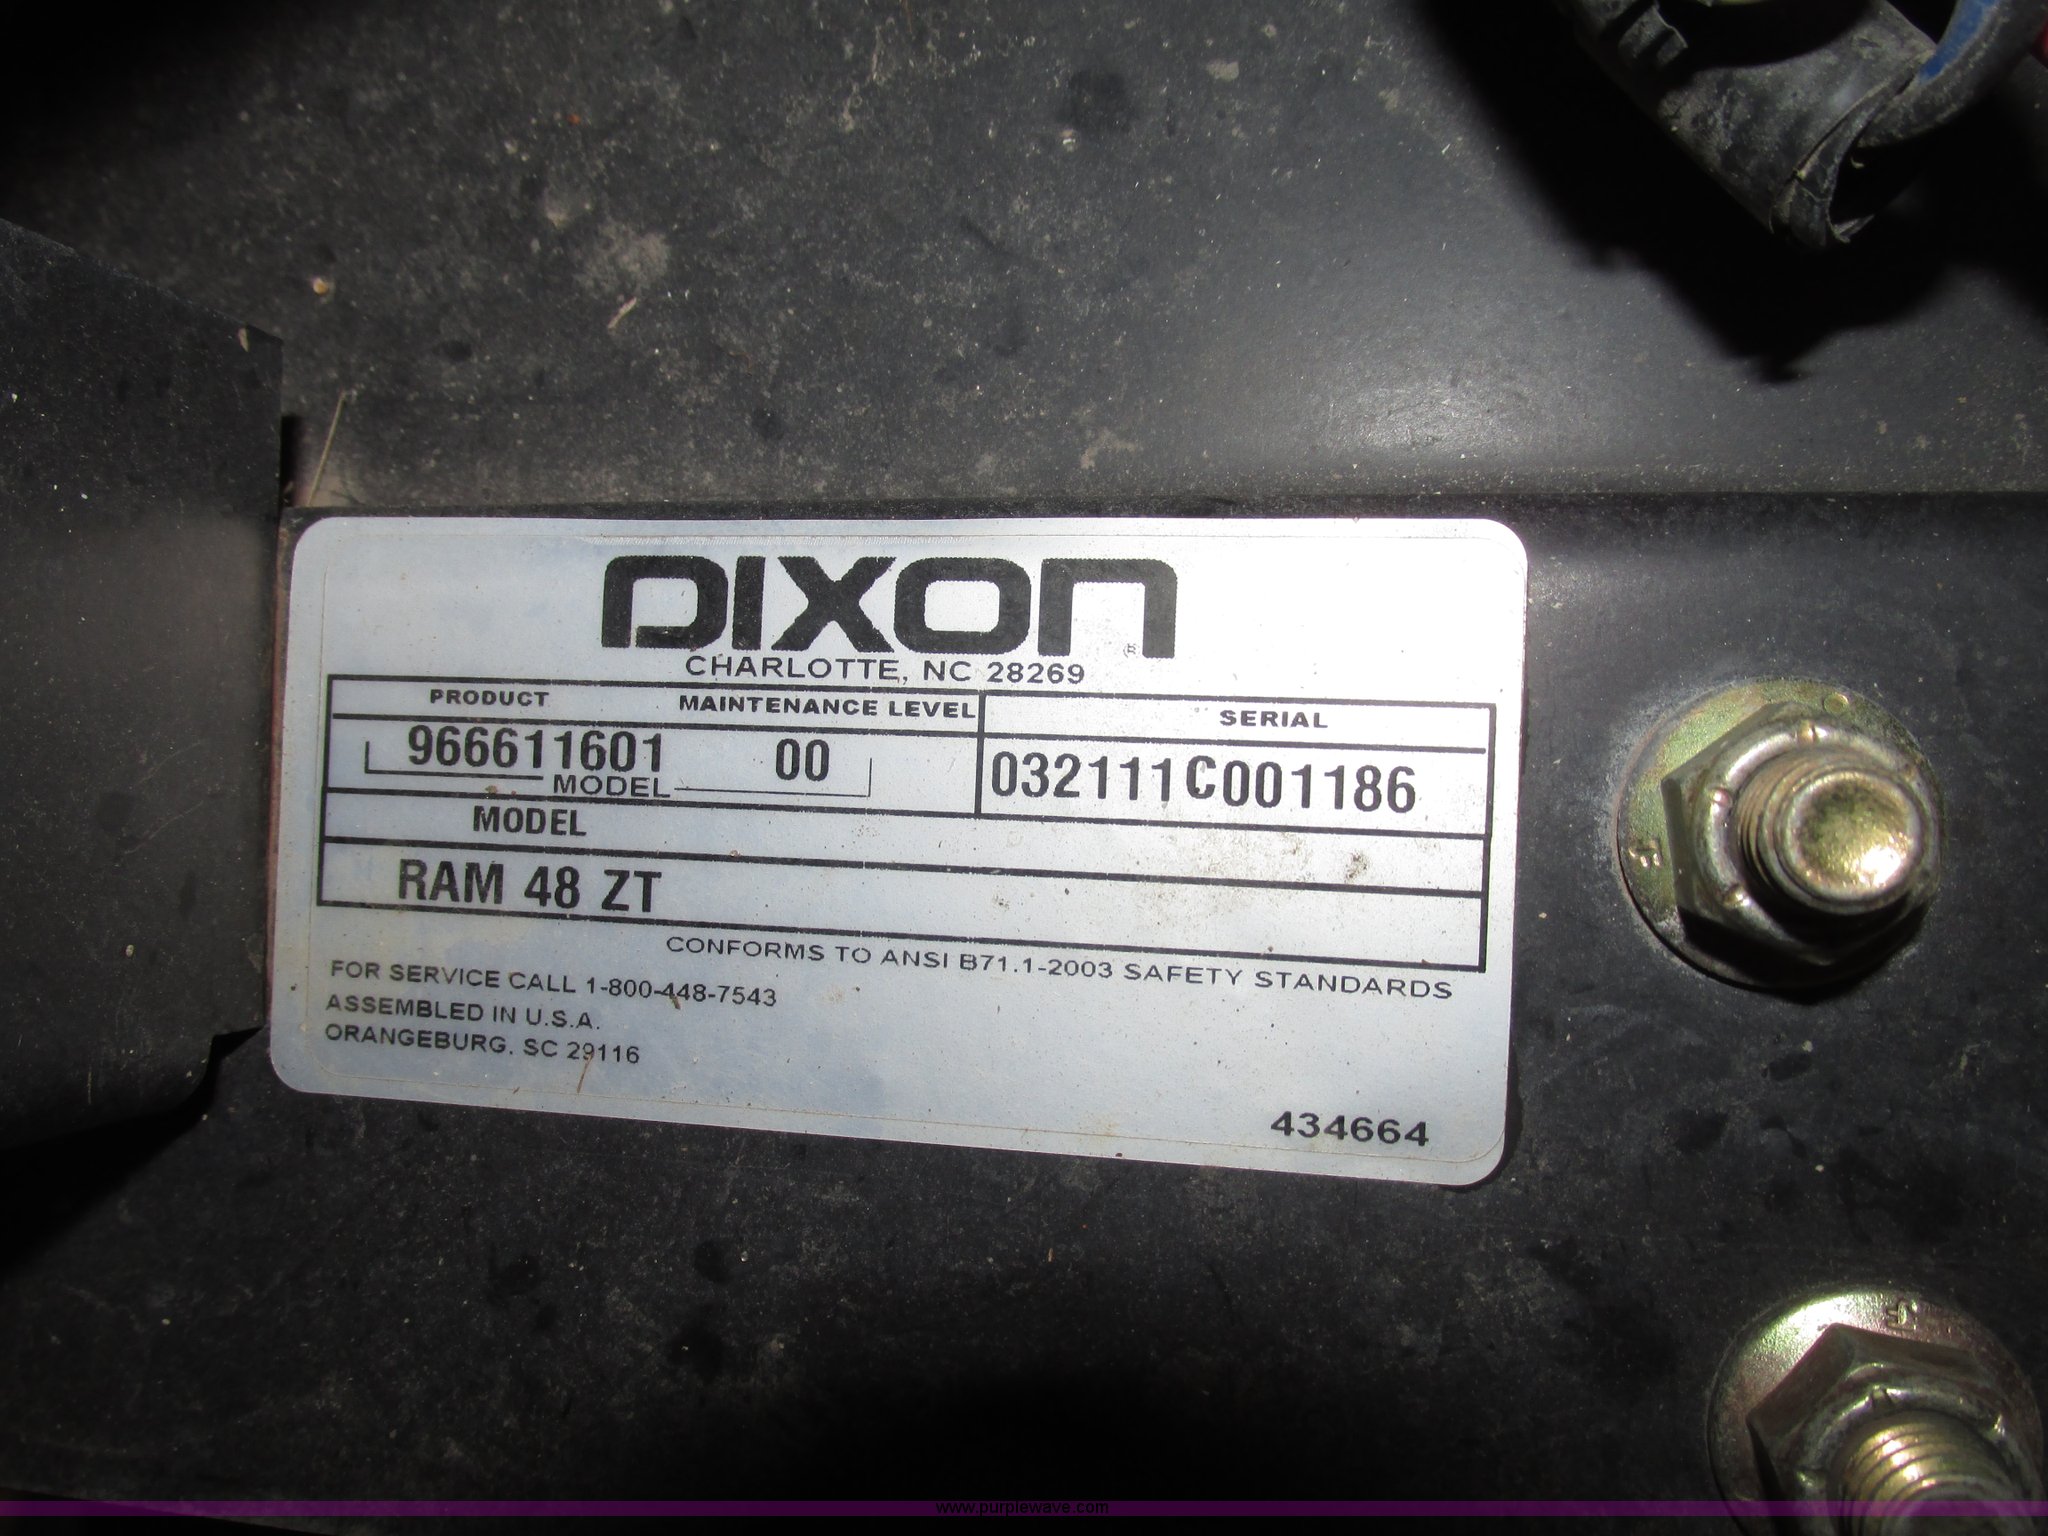 DIXON ®
CHARLOTTE, NC 28269
PRODUCT MAINTENANCE LEVEL SERIAL
966611601 00 032111C001186
MODEL
MODEL
RAM 48 ZT
CONFORMS TO ANSI B71.1-2003 SAFETY STANDARDS
FOR SERVICE CALL 1-800-448-7543
ASSEMBLED IN U.S.A.
ORANGEBURG, SC 29116
434664
F
F
www.purplewave.com